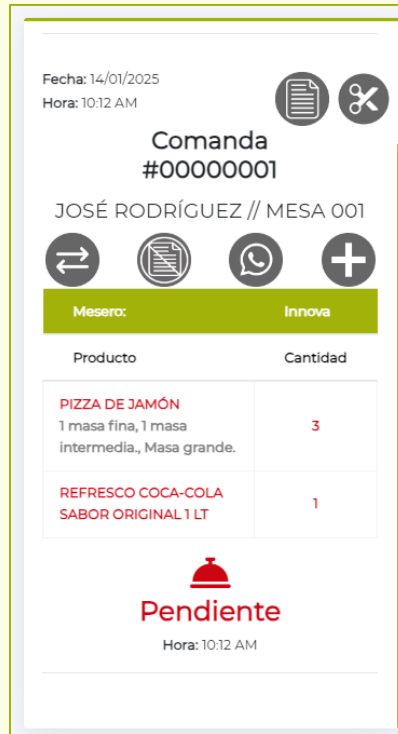 Fecha: 14/01/2025
Hora: 10:12 AM
Comanda
#00000001
JOSÉ RODRÍGUEZ // MESA 001
Mesero: Innova
Producto Cantidad
PIZZA DE JAMÓN
1 masa fina, 1 masa
intermedia., Masa grande.
3
REFRESCO COCA-COLA
SABOR ORIGINAL 1 LT
1
Pendiente
Hora: 10:12 AM